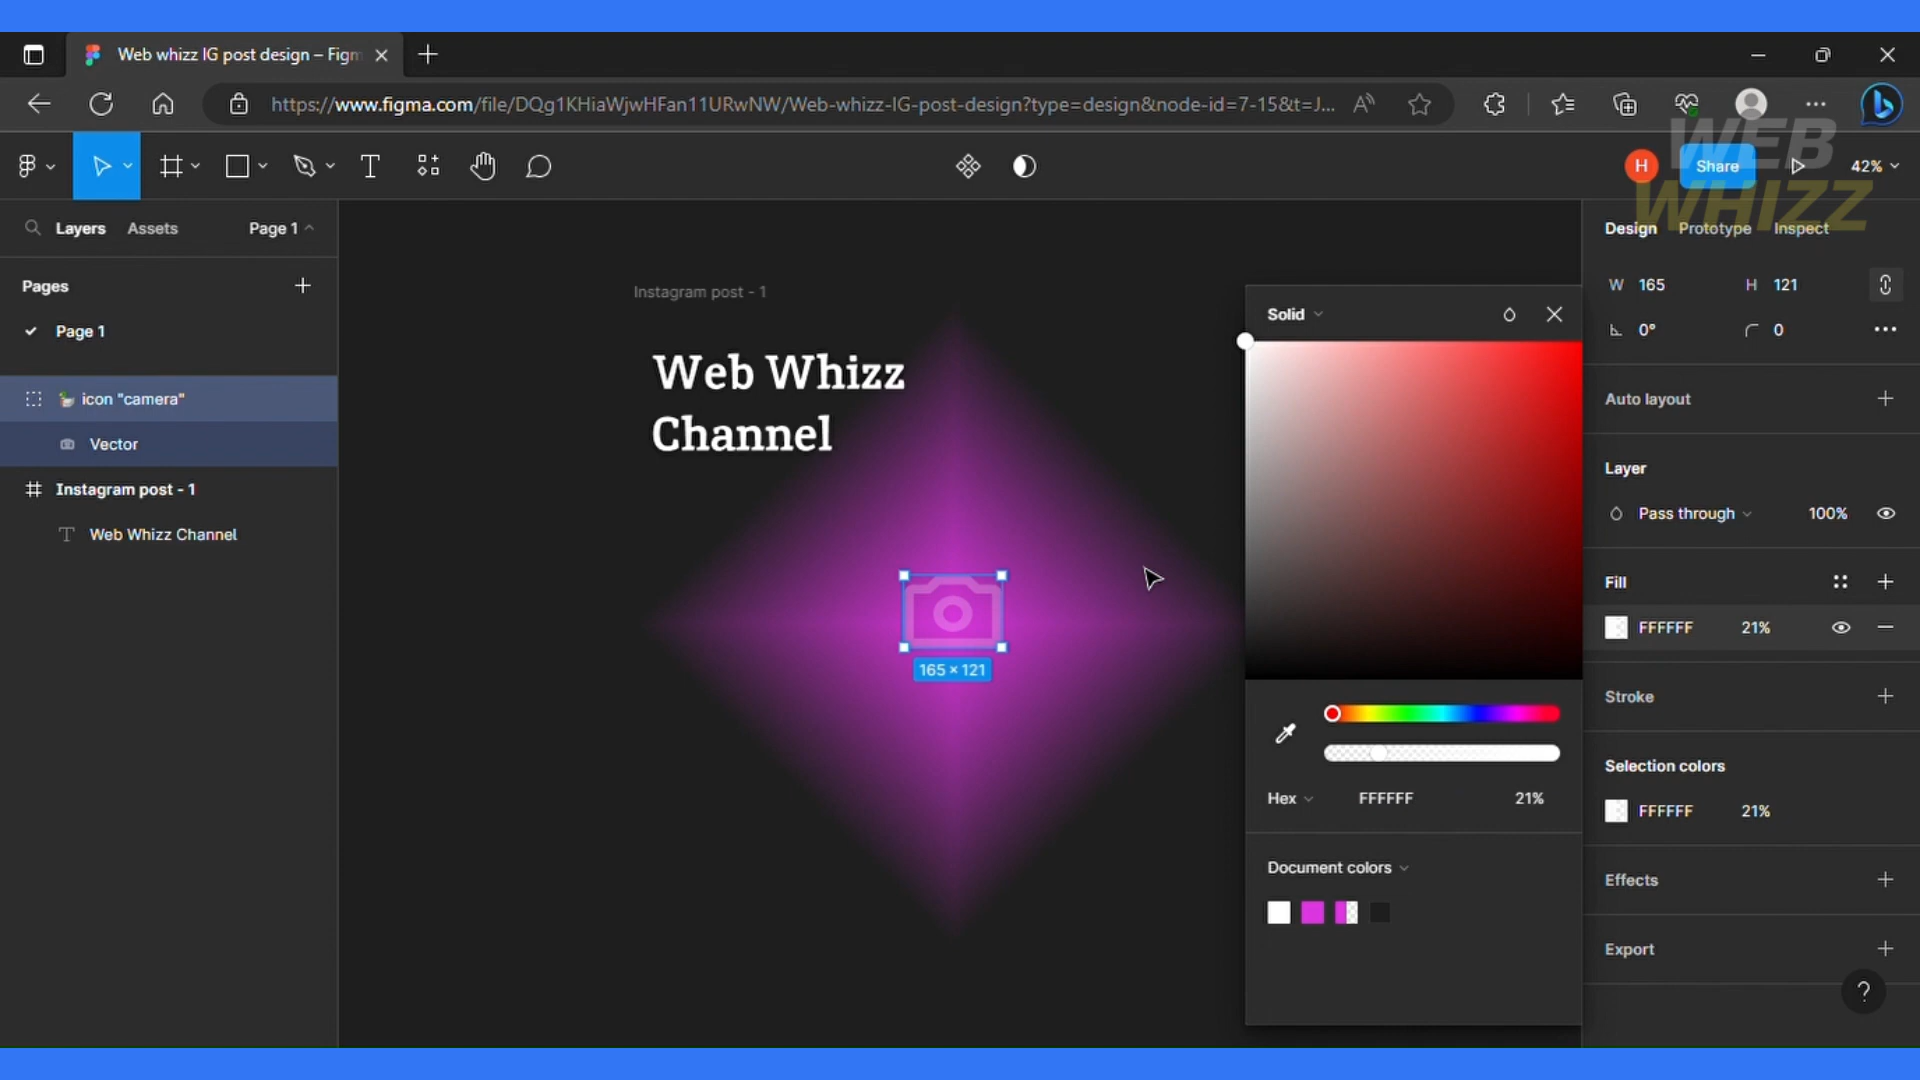 Web whizz IG post design – Figm
https://www.figma.com/file/DQg1KHiaWjwHFan11URwNW/Web-whizz-IG-post-design?type=design&node-id=7-15&t=J...
WEB
WHIZZ
H
Share
42%
Layers
Assets
Page 1
Design
Prototype
Inspect
Pages
Page 1
icon "camera"
Vector
Instagram post - 1
Web Whizz Channel
Instagram post - 1
Web Whizz
Channel
165 × 121
Solid
Hex
FFFFFF
21%
Document colors
W 165
H 121
0°
0
Auto layout
Layer
Pass through
100%
Fill
FFFFFF
21%
Stroke
Selection colors
FFFFFF
21%
Effects
Export
?